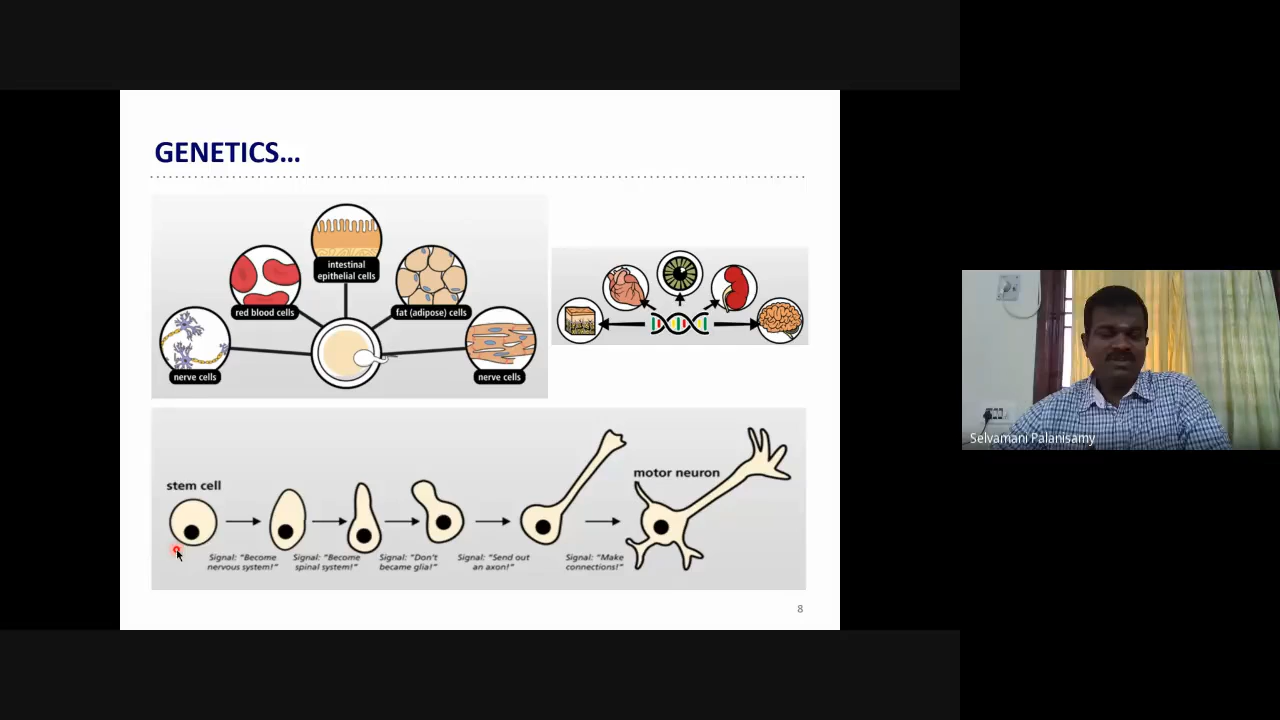 GENETICS...
intestinal
epithelial cells
red blood cells
fat (adipose) cells
nerve cells
nerve cells
stem cell
motor neuron
Signal: "Become
nervous system!"
Signal: "Become
spinal system!"
Signal: "Don't
became glia!"
Signal: "Send out
an axon!"
Signal: "Make
connections!"
8
Selvamani Palanisamy